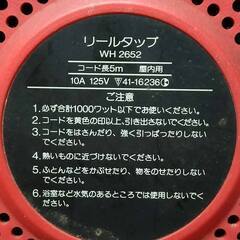 リールタップ
WH 2652
コード長5m 屋内用
10A 125V 41-16236
ご注意
1.必ず合計1000ワット以下でお使いください。
2.コードを黄色の印以上、引き出さないでください。
3.コードをはさんだり、強く引っぱったりしない
でください。
4.熱いものに近づけないでください。
5.ふとんなどをかぶせたり、物をのせたりしない
でください。
6.浴室など水気のあるところでは使用しないでく
ださい。